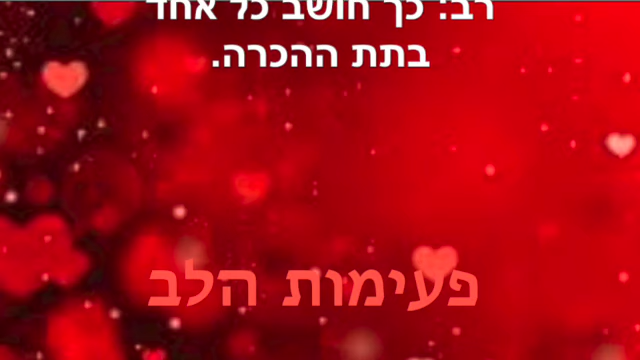 רב: כך חושב כל אחד
בתת ההכרה.
פעימות הלב